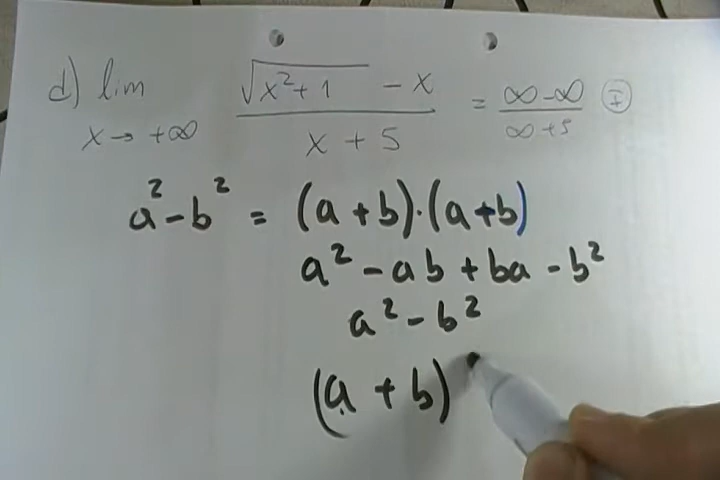 d) lim x→+∞ (√(x²+1) - x)/(x + 5) = (∞-∞)/(∞+5)
a² - b² = (a + b)·(a + b)
a² - ab + ba - b²
a² - b²
(a + b)